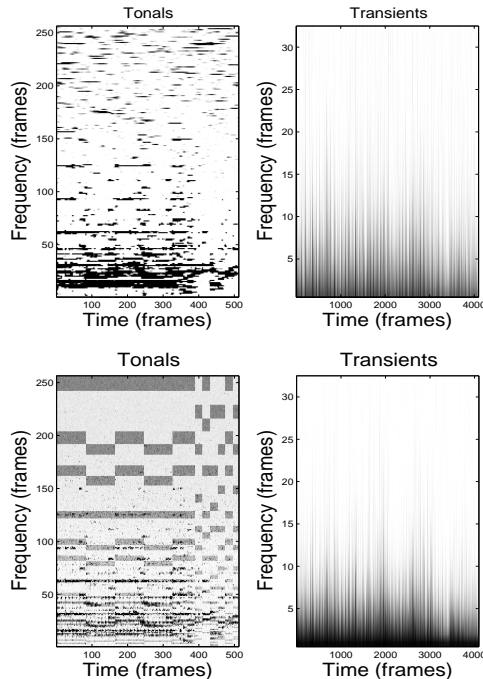 Tonals
Transients
Frequency (frames)
250
200
150
100
50
100 200 300 400 500
Time (frames)
Frequency (frames)
30
25
20
15
10
5
1000 2000 3000 4000
Time (frames)
Tonals
Transients
Frequency (frames)
250
200
150
100
50
100 200 300 400 500
Time (frames)
Frequency (frames)
30
25
20
15
10
5
1000 2000 3000 4000
Time (frames)